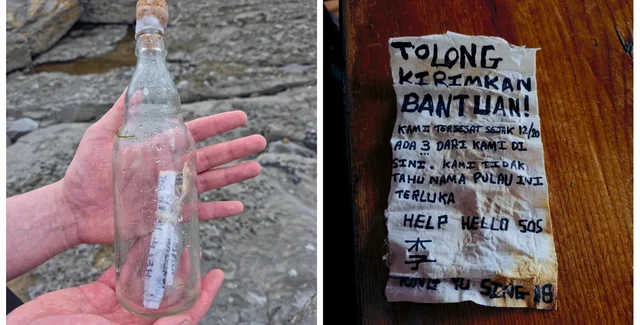 TOLONG
KIRIMKAN
BANTUAN!
KAMI TERSESAT SEJAK 12/20
ADA 3 DARI KAMI DI
SINI. KAMI TIDAK
TAHU NAMA PULAU INI
TERLUKA
HELP HELLO SOS
李